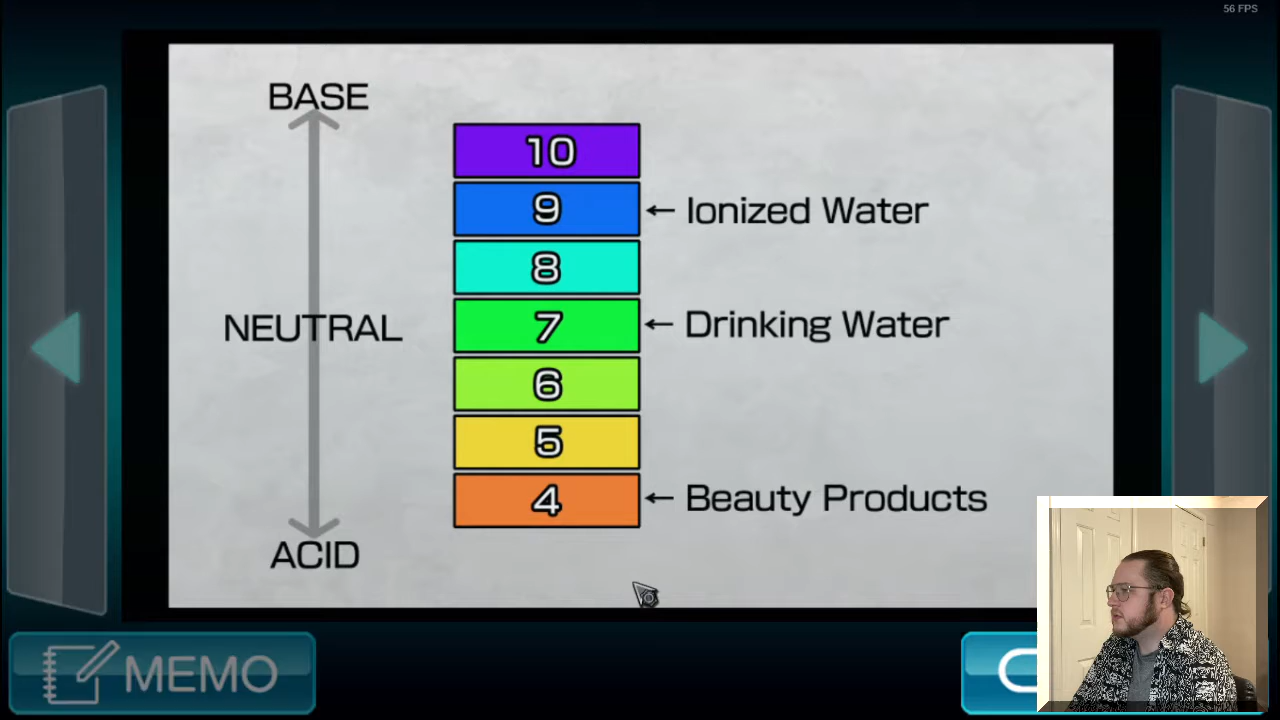 56 FPS
BASE
10
9
← Ionized Water
8
NEUTRAL
7
← Drinking Water
6
5
4
← Beauty Products
ACID
MEMO